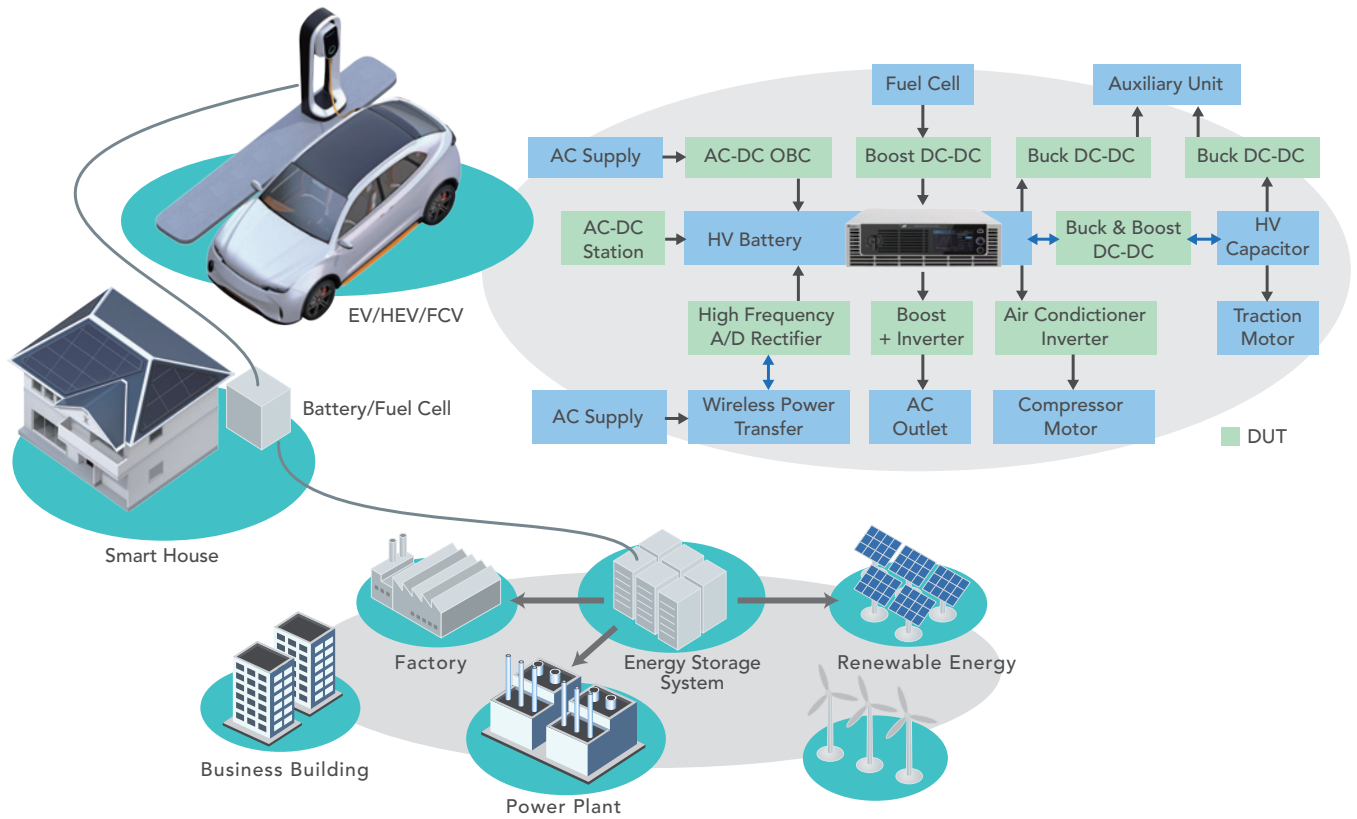 Fuel Cell
Auxiliary Unit
AC Supply
AC-DC OBC
Boost DC-DC
Buck DC-DC
Buck DC-DC
AC-DC
Station
HV Battery
Buck & Boost
DC-DC
HV
Capacitor
EV/HEV/FCV
High Frequency
A/D Rectifier
Boost
+ Inverter
Air Condictioner
Inverter
Traction
Motor
Battery/Fuel Cell
AC Supply
Wireless Power
Transfer
AC
Outlet
Compressor
Motor
DUT
Smart House
Factory
Energy Storage
System
Renewable Energy
Business Building
Power Plant